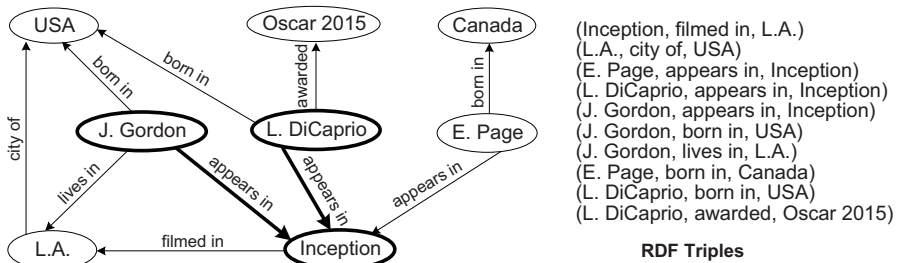 USA
Oscar 2015
Canada
born in
born in
awarded
born in
city of
J. Gordon
L. DiCaprio
E. Page
lives in
appears in
appears in
appears in
L.A.
filmed in
Inception
(Inception, filmed in, L.A.)
(L.A., city of, USA)
(E. Page, appears in, Inception)
(L. DiCaprio, appears in, Inception)
(J. Gordon, appears in, Inception)
(J. Gordon, born in, USA)
(J. Gordon, lives in, L.A.)
(E. Page, born in, Canada)
(L. DiCaprio, born in, USA)
(L. DiCaprio, awarded, Oscar 2015)
RDF Triples